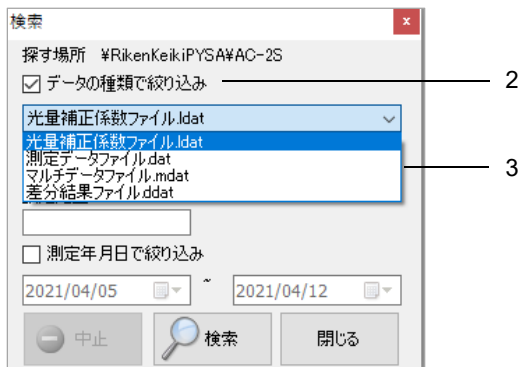 検索
x
探す場所 ¥RikenKeikiPYSA¥AC-2S
データの種類で絞り込み
2
光量補正係数ファイル.ldat
光量補正係数ファイル.ldat
測定データファイル.dat
マルチデータファイル.mdat
差分結果ファイル.ddat
3
測定年月日で絞り込み
2021/04/05 ~ 2021/04/12
中止 検索 閉じる